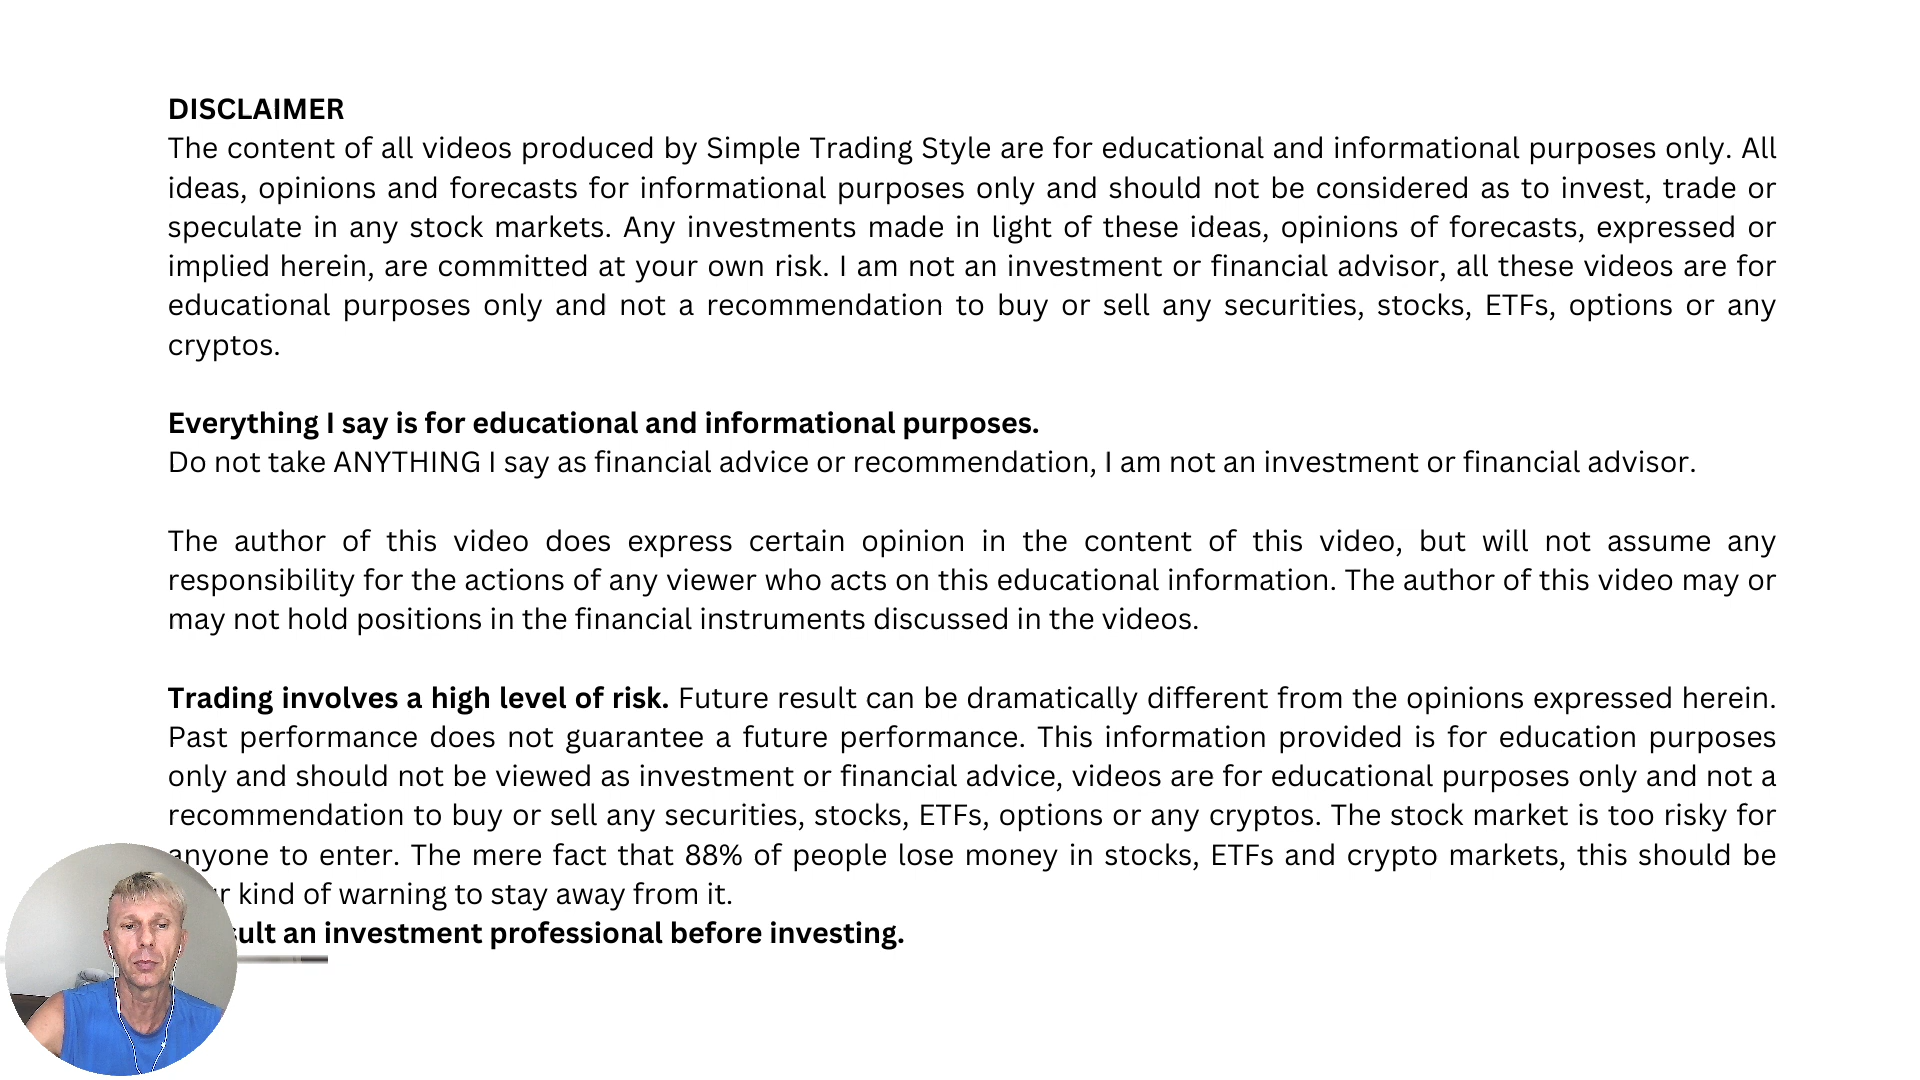 DISCLAIMER
The content of all videos produced by Simple Trading Style are for educational and informational purposes only. All
ideas, opinions and forecasts for informational purposes only and should not be considered as to invest, trade or
speculate in any stock markets. Any investments made in light of these ideas, opinions of forecasts, expressed or
implied herein, are committed at your own risk. I am not an investment or financial advisor, all these videos are for
educational purposes only and not a recommendation to buy or sell any securities, stocks, ETFs, options or any
cryptos.
Everything I say is for educational and informational purposes.
Do not take ANYTHING I say as financial advice or recommendation, I am not an investment or financial advisor.
The author of this video does express certain opinion in the content of this video, but will not assume any
responsibility for the actions of any viewer who acts on this educational information. The author of this video may or
may not hold positions in the financial instruments discussed in the videos.
Trading involves a high level of risk. Future result can be dramatically different from the opinions expressed herein.
Past performance does not guarantee a future performance. This information provided is for education purposes
only and should not be viewed as investment or financial advice, videos are for educational purposes only and not a
recommendation to buy or sell any securities, stocks, ETFs, options or any cryptos. The stock market is too risky for
anyone to enter. The mere fact that 88% of people lose money in stocks, ETFs and crypto markets, this should be
kind of warning to stay away from it.
an investment professional before investing.